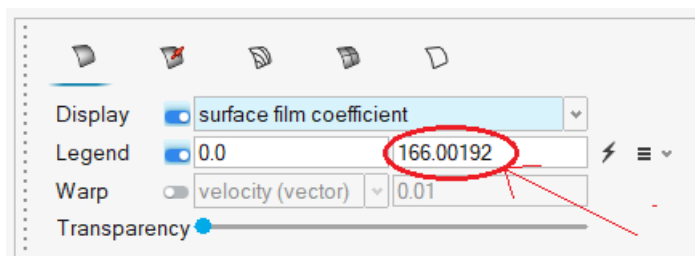 Display surface film coefficient
Legend 0.0 166.00192
Warp velocity (vector) 0.01
Transparency